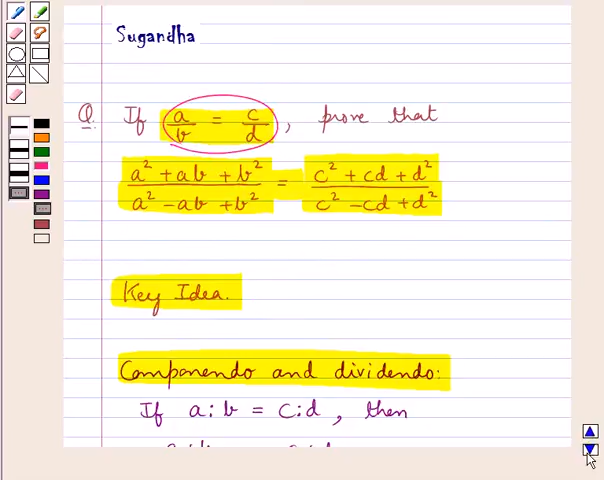 Sugandha
Q. If a/b = c/d, prove that
(a² + ab + b²)/(a² - ab + b²) = (c² + cd + d²)/(c² - cd + d²)
Key Idea.
Componendo and dividendo:
If a:b = c:d, then